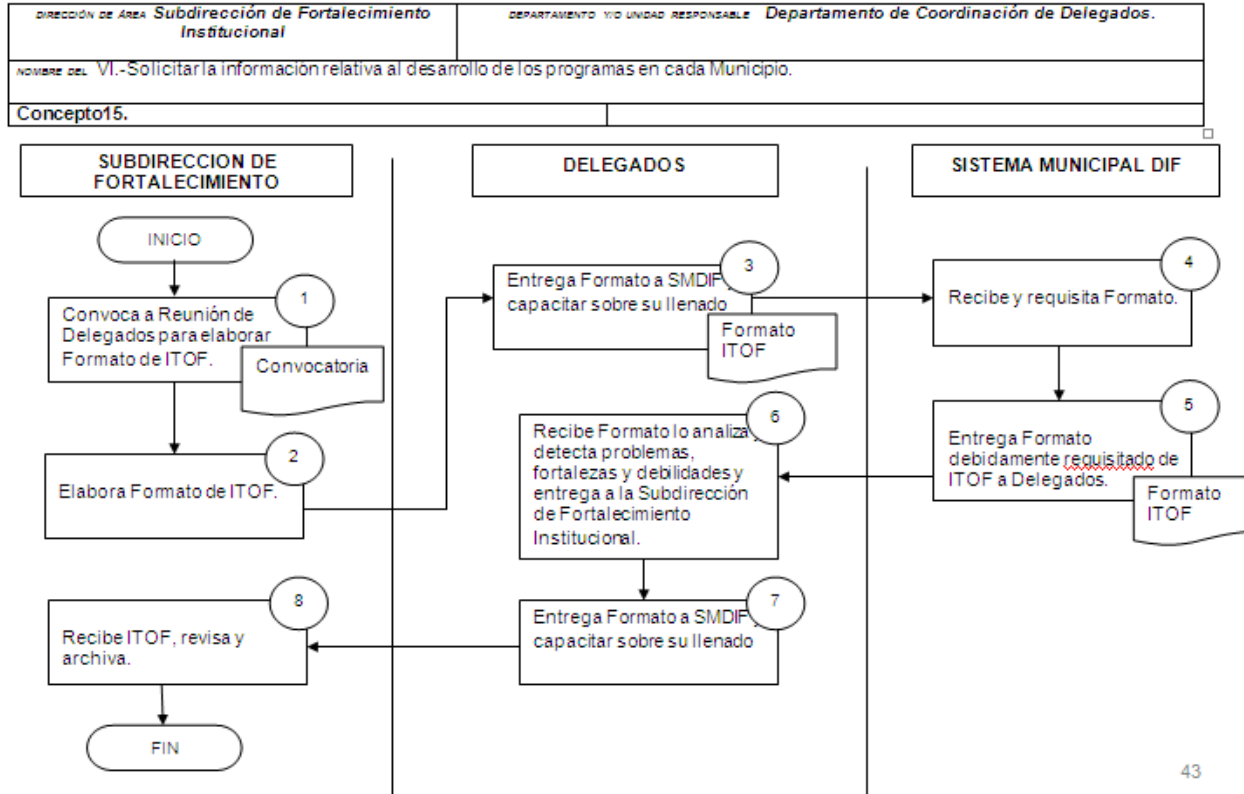 DIRECCIÓN DE ÁREA Subdirección de Fortalecimiento
Institucional
DEPARTAMENTO Y/O UNIDAD RESPONSABLE Departamento de Coordinación de Delegados.
NOMBRE DEL VI.-Solicitar la información relativa al desarrollo de los programas en cada Municipio.
Concepto15.
SUBDIRECCION DE
FORTALECIMIENTO
DELEGADOS
SISTEMA MUNICIPAL DIF
INICIO
1
Convoca a Reunión de
Delegados para elaborar
Formato de ITOF.
Convocatoria
2
Elabora Formato de ITOF.
3
Entrega Formato a SMDIF
capacitar sobre su llenado
Formato
ITOF
4
Recibe y requisita Formato.
5
Entrega Formato
debidamente requisitado de
ITOF a Delegados.
Formato
ITOF
6
Recibe Formato lo analiza
detecta problemas,
fortalezas y debilidades y
entrega a la Subdirección
de Fortalecimiento
Institucional.
7
Entrega Formato a SMDIF
capacitar sobre su llenado
8
Recibe ITOF, revisa y
archiva.
FIN
43